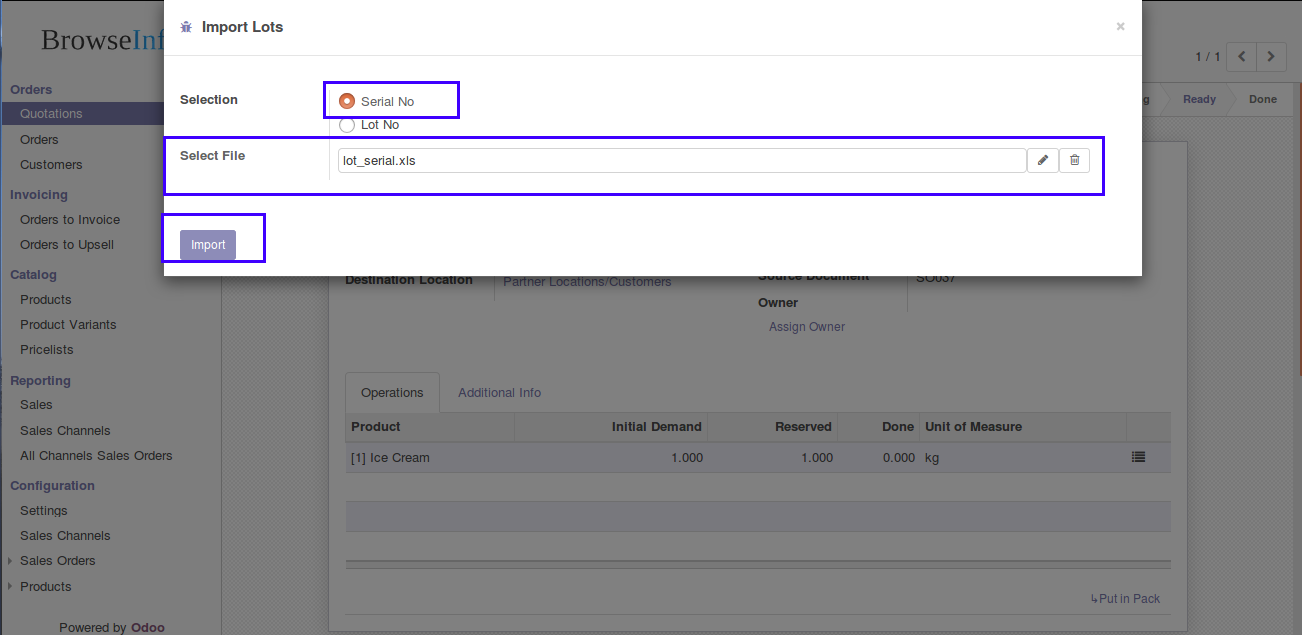 Import Lots
×
BrowseInf
1 / 1
Selection
Serial No
Lot No
Select File
lot_serial.xls
Import
g
Ready
Done
Orders
Quotations
Orders
Customers
Invoicing
Orders to Invoice
Orders to Upsell
Catalog
Products
Product Variants
Pricelists
Reporting
Sales
Sales Channels
All Channels Sales Orders
Configuration
Settings
Sales Channels
Sales Orders
Products
Powered by Odoo
Destination Location
Partner Locations/Customers
Source Document
SO037
Owner
Assign Owner
Operations
Additional Info
Product Initial Demand Reserved Done Unit of Measure
[1] Ice Cream 1.000 1.000 0.000 kg
↳Put in Pack